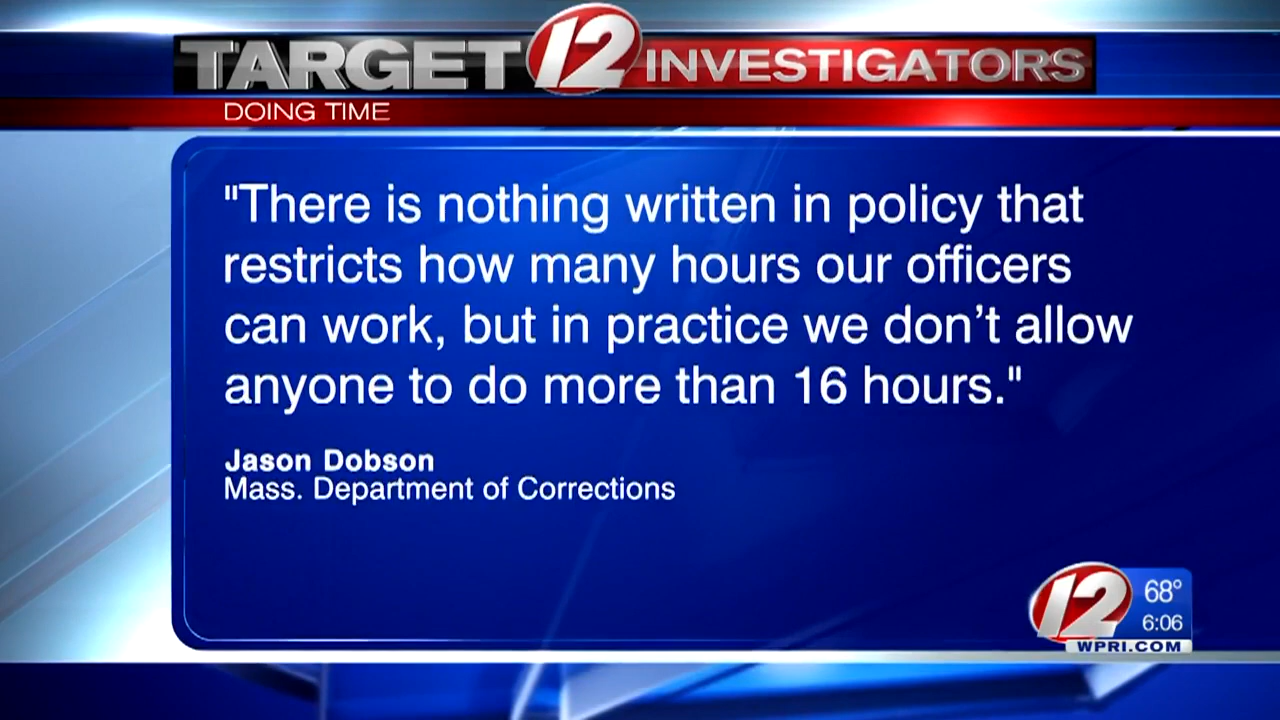 TARGET 12 INVESTIGATORS
DOING TIME
"There is nothing written in policy that
restricts how many hours our officers
can work, but in practice we don’t allow
anyone to do more than 16 hours."
Jason Dobson
Mass. Department of Corrections
12 68°
6:06
WPRI.COM